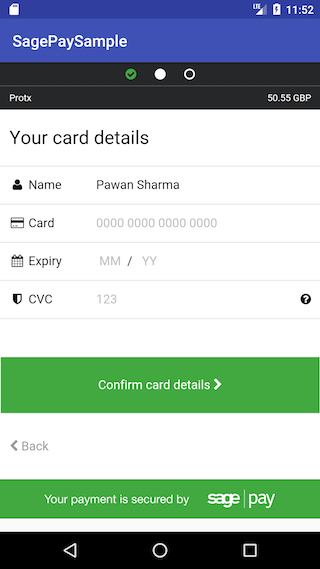 LTE 11:52
SagePaySample
Protx 50.55 GBP
Your card details
Name Pawan Sharma
Card 0000 0000 0000 0000
Expiry MM / YY
CVC 123 ?
Confirm card details
Back
Your payment is secured by sage pay